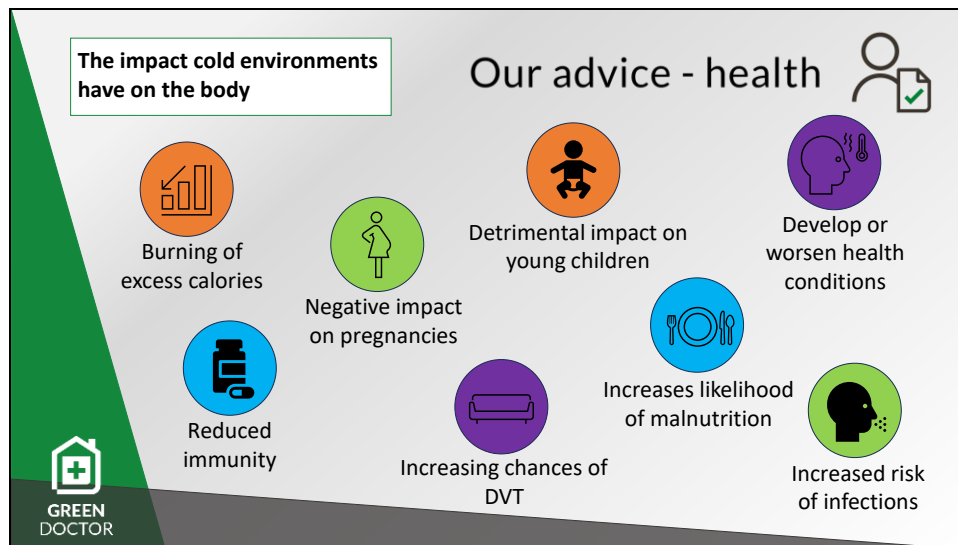 The impact cold environments
have on the body
Our advice - health
Burning of
excess calories
Negative impact
on pregnancies
Detrimental impact on
young children
Develop or
worsen health
conditions
Reduced
immunity
Increasing chances of
DVT
Increases likelihood
of malnutrition
Increased risk
of infections
GREEN
DOCTOR